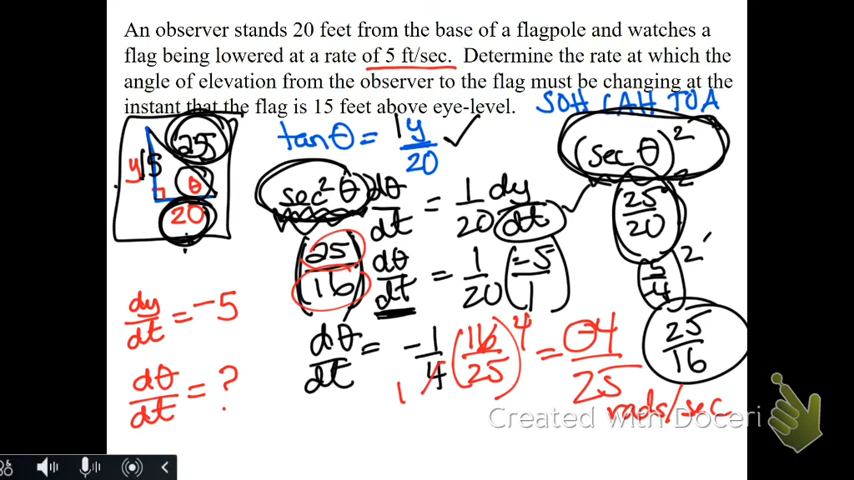 An observer stands 20 feet from the base of a flagpole and watches a
flag being lowered at a rate of 5 ft/sec. Determine the rate at which the
angle of elevation from the observer to the flag must be changing at the
instant that the flag is 15 feet above eye-level.
SOH CAH TOA
y 15 25 θ 20
tanθ = 1y/20 ✓
(sec θ)²
sec²θ dθ/dt = 1/20 dy/dt
(25/20)²
(25/16) dθ/dt = 1/20 (-5/1)
(5/4)²
25/16
dy/dt = -5
dθ/dt = -1/4 (16/25) 4 1 = -4/25
rads/sec
dθ/dt = ?
Created with Doceri